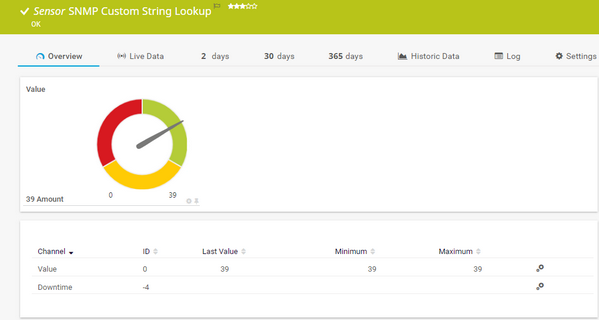 Sensor SNMP Custom String Lookup
OK
Overview Live Data 2 days 30 days 365 days Historic Data Log Settings
Value
0 39
39 Amount
Channel ID Last Value Minimum Maximum
Value 0 39 39 39
Downtime -4